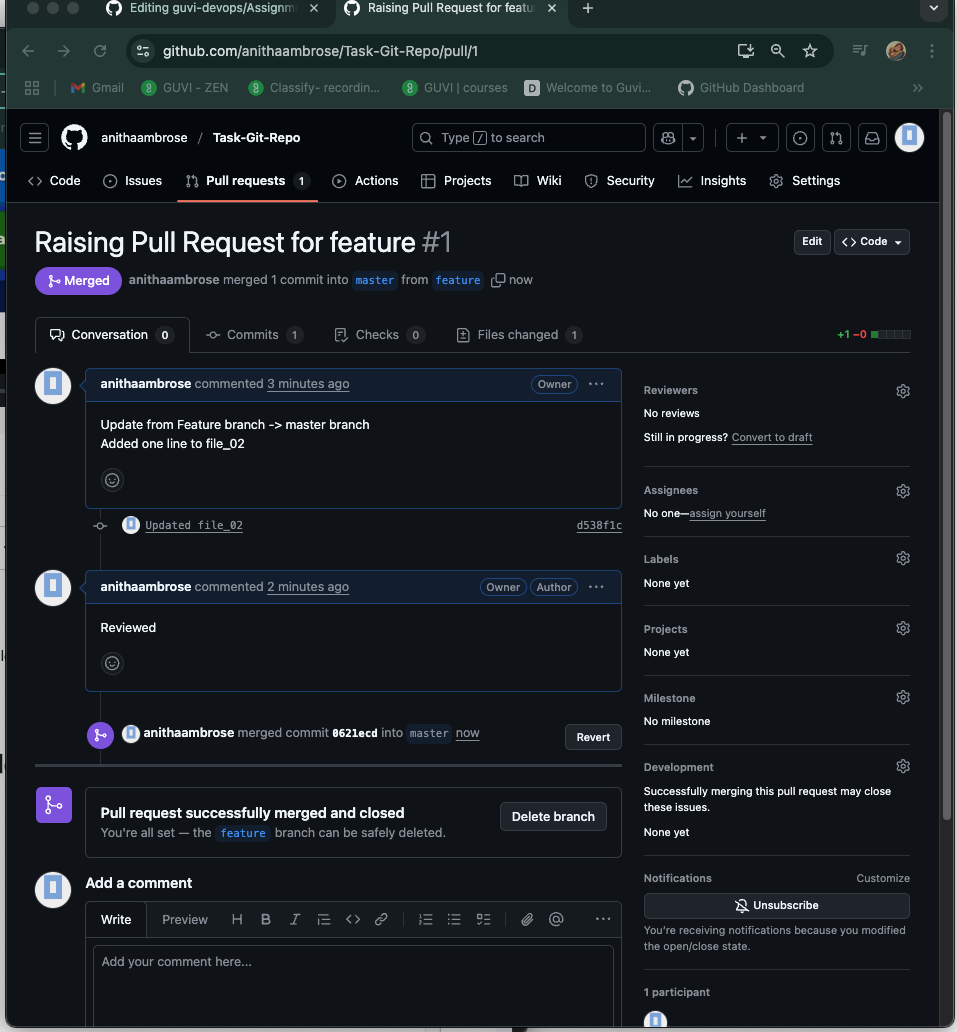 Editing guvi-devops/Assignm
Raising Pull Request for featu
github.com/anithaambrose/Task-Git-Repo/pull/1
Gmail
GUVI - ZEN
Classify- recordin...
GUVI | courses
Welcome to Guvi...
GitHub Dashboard
anithaambrose / Task-Git-Repo
Type / to search
Code
Issues
Pull requests 1
Actions
Projects
Wiki
Security
Insights
Settings
Raising Pull Request for feature #1
Edit
Code
Merged
anithaambrose merged 1 commit into master from feature now
Conversation 0
Commits 1
Checks 0
Files changed 1
+1 −0
anithaambrose commented 3 minutes ago
Owner
Update from Feature branch -> master branch
Added one line to file_02
Updated file_02
d538f1c
anithaambrose commented 2 minutes ago
Owner
Author
Reviewed
anithaambrose merged commit 0621ecd into master now
Revert
Pull request successfully merged and closed
You're all set — the feature branch can be safely deleted.
Delete branch
Add a comment
Write
Preview
Add your comment here...
Reviewers
No reviews
Still in progress? Convert to draft
Assignees
No one—assign yourself
Labels
None yet
Projects
None yet
Milestone
No milestone
Development
Successfully merging this pull request may close
these issues.
None yet
Notifications
Customize
Unsubscribe
You're receiving notifications because you modified
the open/close state.
1 participant